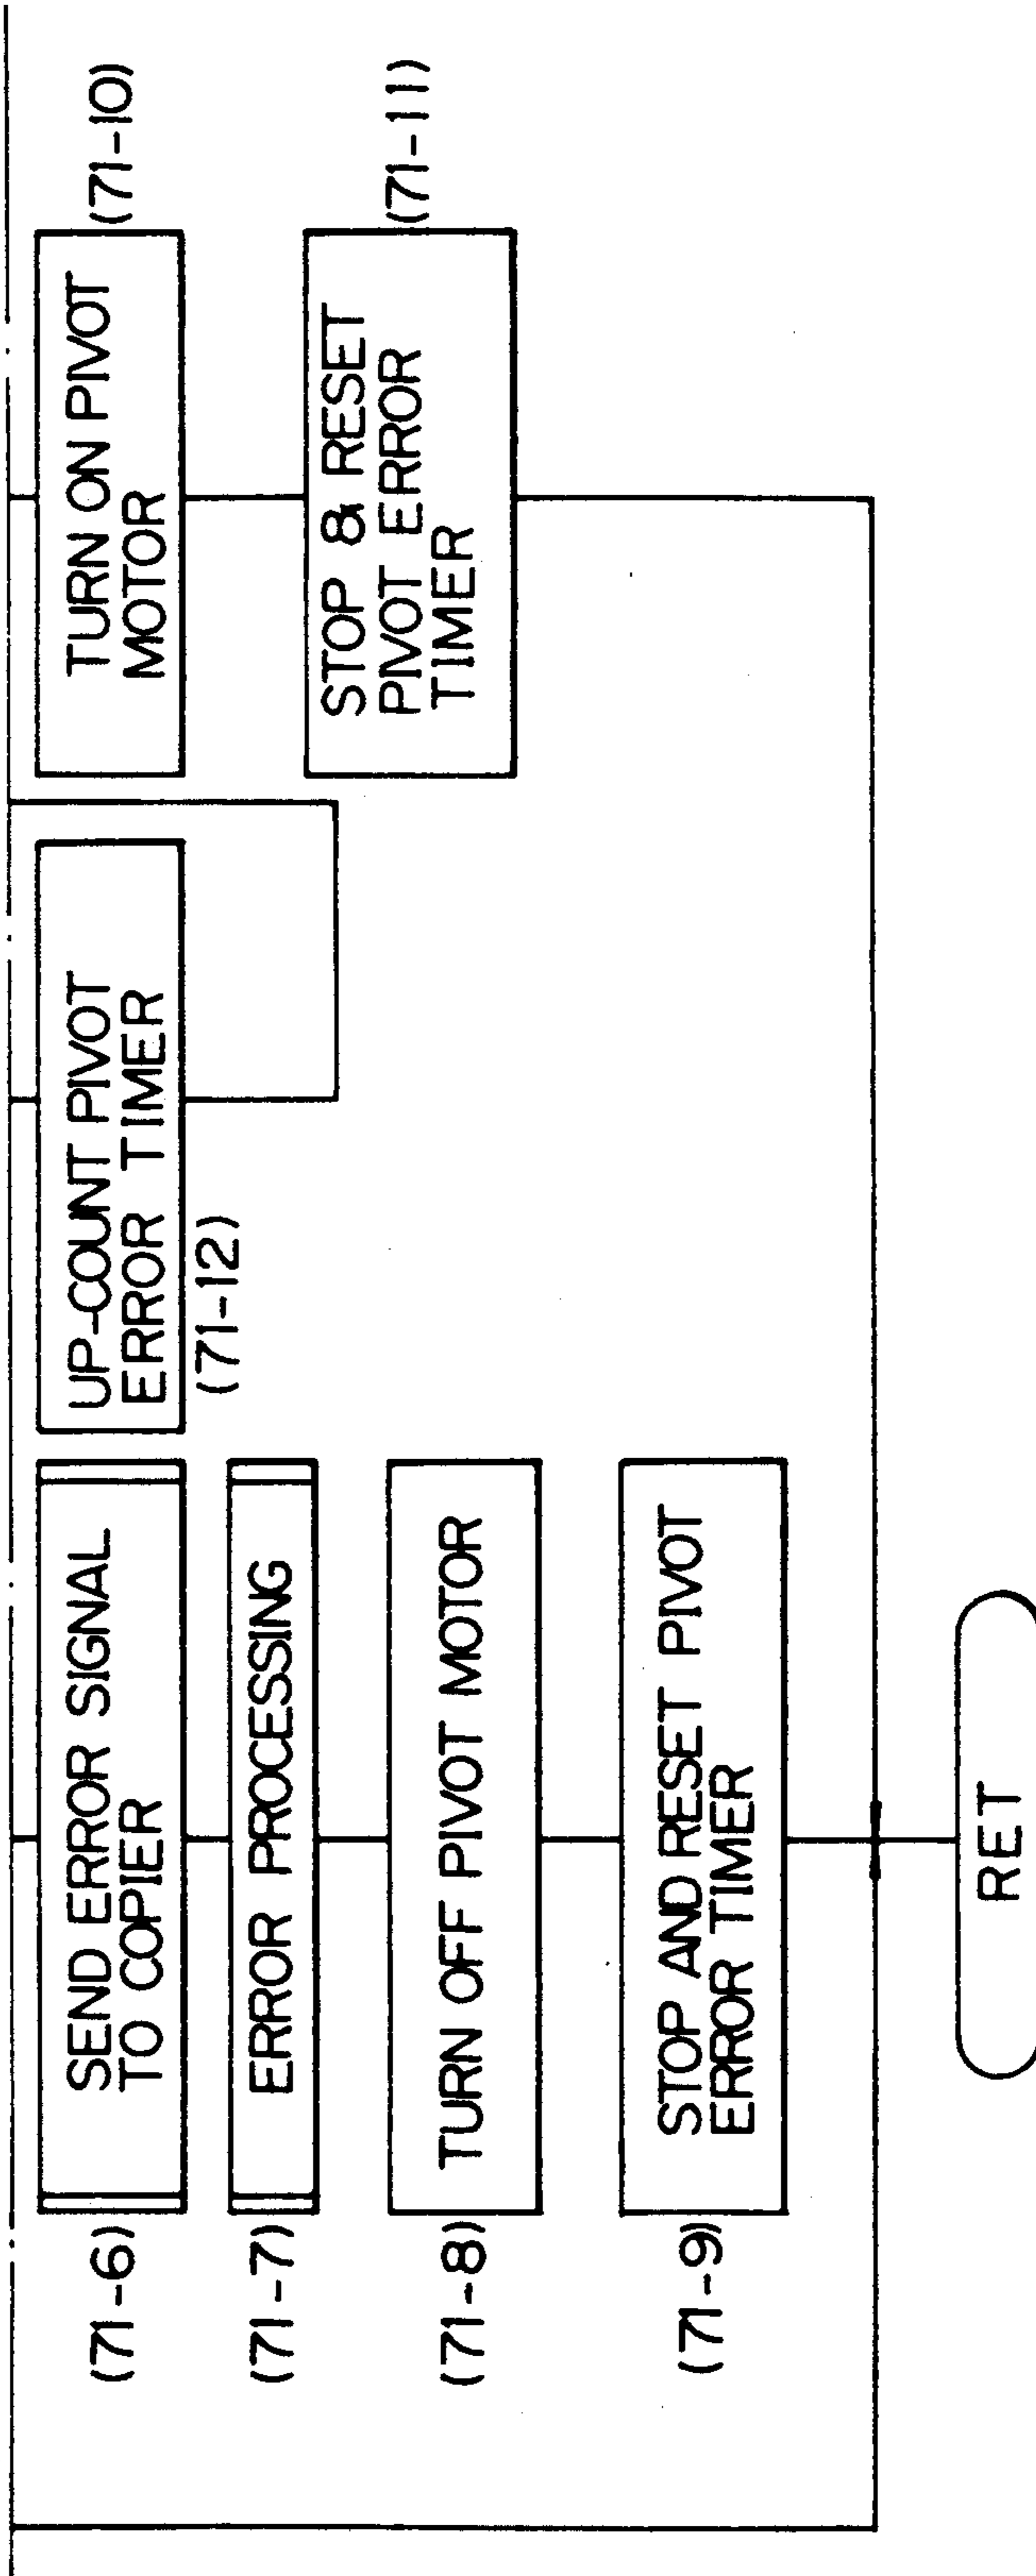 (71-6)
SEND ERROR SIGNAL
TO COPIER
(71-7)
ERROR PROCESSING
(71-8)
TURN OFF PIVOT MOTOR
(71-9)
STOP AND RESET PIVOT
ERROR TIMER
UP-COUNT PIVOT
ERROR TIMER
(71-12)
TURN ON PIVOT
MOTOR
(71-10)
STOP & RESET
PIVOT ERROR
TIMER
(71-11)
RET